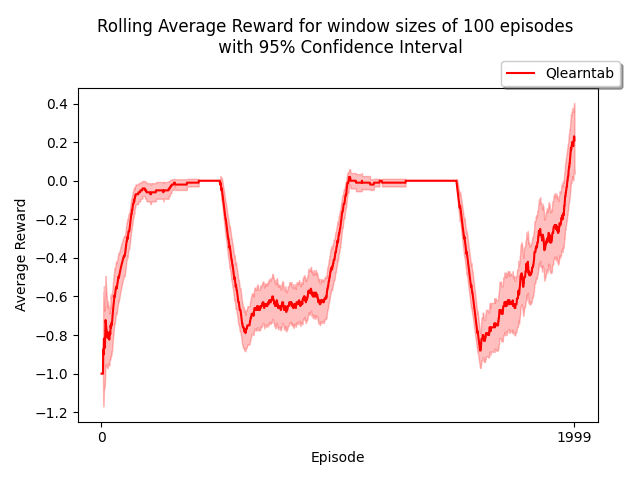 Rolling Average Reward for window sizes of 100 episodes
with 95% Confidence Interval
Qlearntab
0.4
0.2
0.0
−0.2
−0.4
−0.6
−0.8
−1.0
−1.2
Average Reward
0 1999
Episode